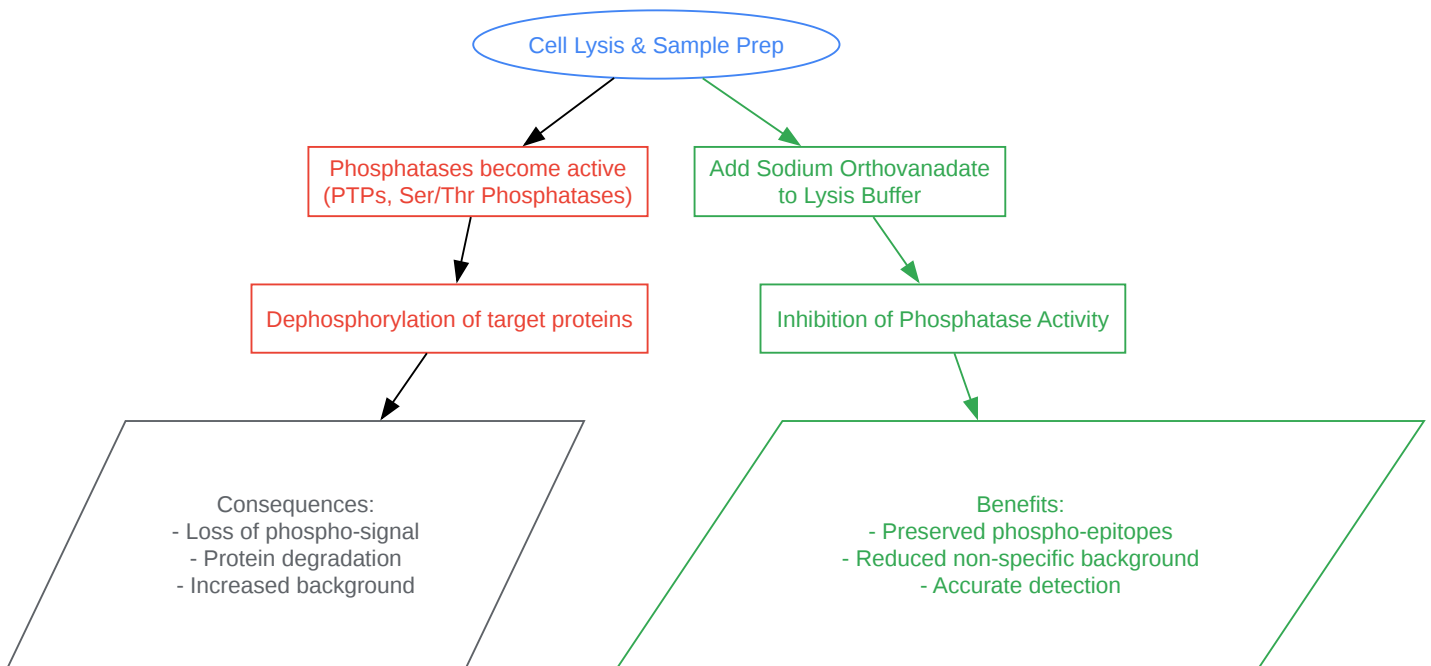 Cell Lysis & Sample Prep
Phosphatases become active
(PTPs, Ser/Thr Phosphatases)
Add Sodium Orthovanadate
to Lysis Buffer
Dephosphorylation of target proteins
Inhibition of Phosphatase Activity
Consequences:
- Loss of phospho-signal
- Protein degradation
- Increased background
Benefits:
- Preserved phospho-epitopes
- Reduced non-specific background
- Accurate detection